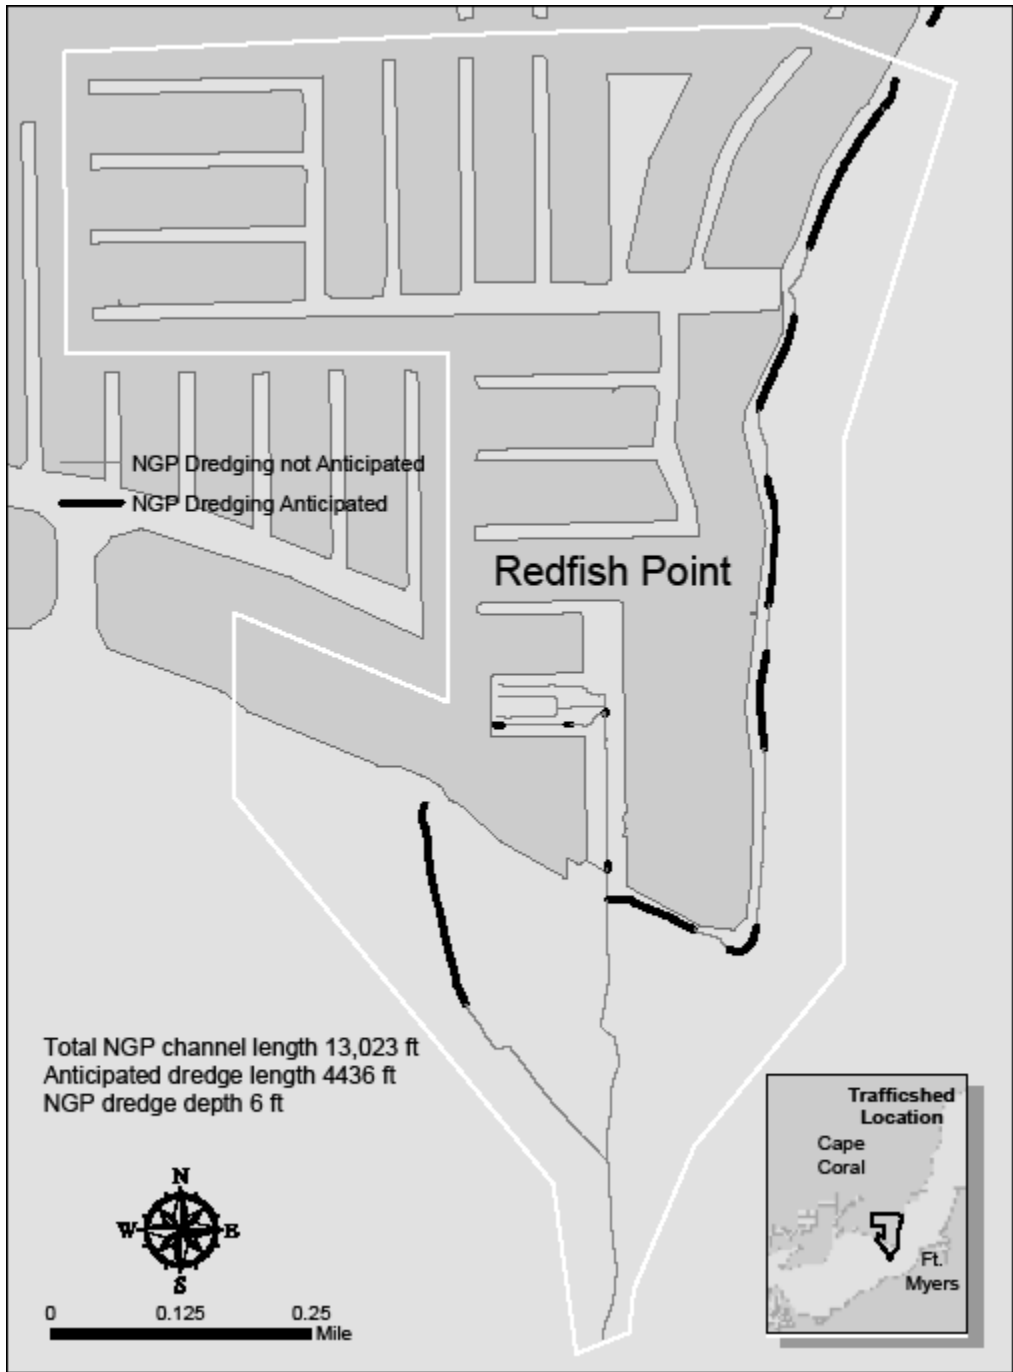 NGP Dredging not Anticipated
NGP Dredging Anticipated
Redfish Point
Total NGP channel length 13,023 ft
Anticipated dredge length 4436 ft
NGP dredge depth 6 ft
N
W E
S
0 0.125 0.25
Mile
Trafficshed
Location
Cape
Coral
Ft.
Myers